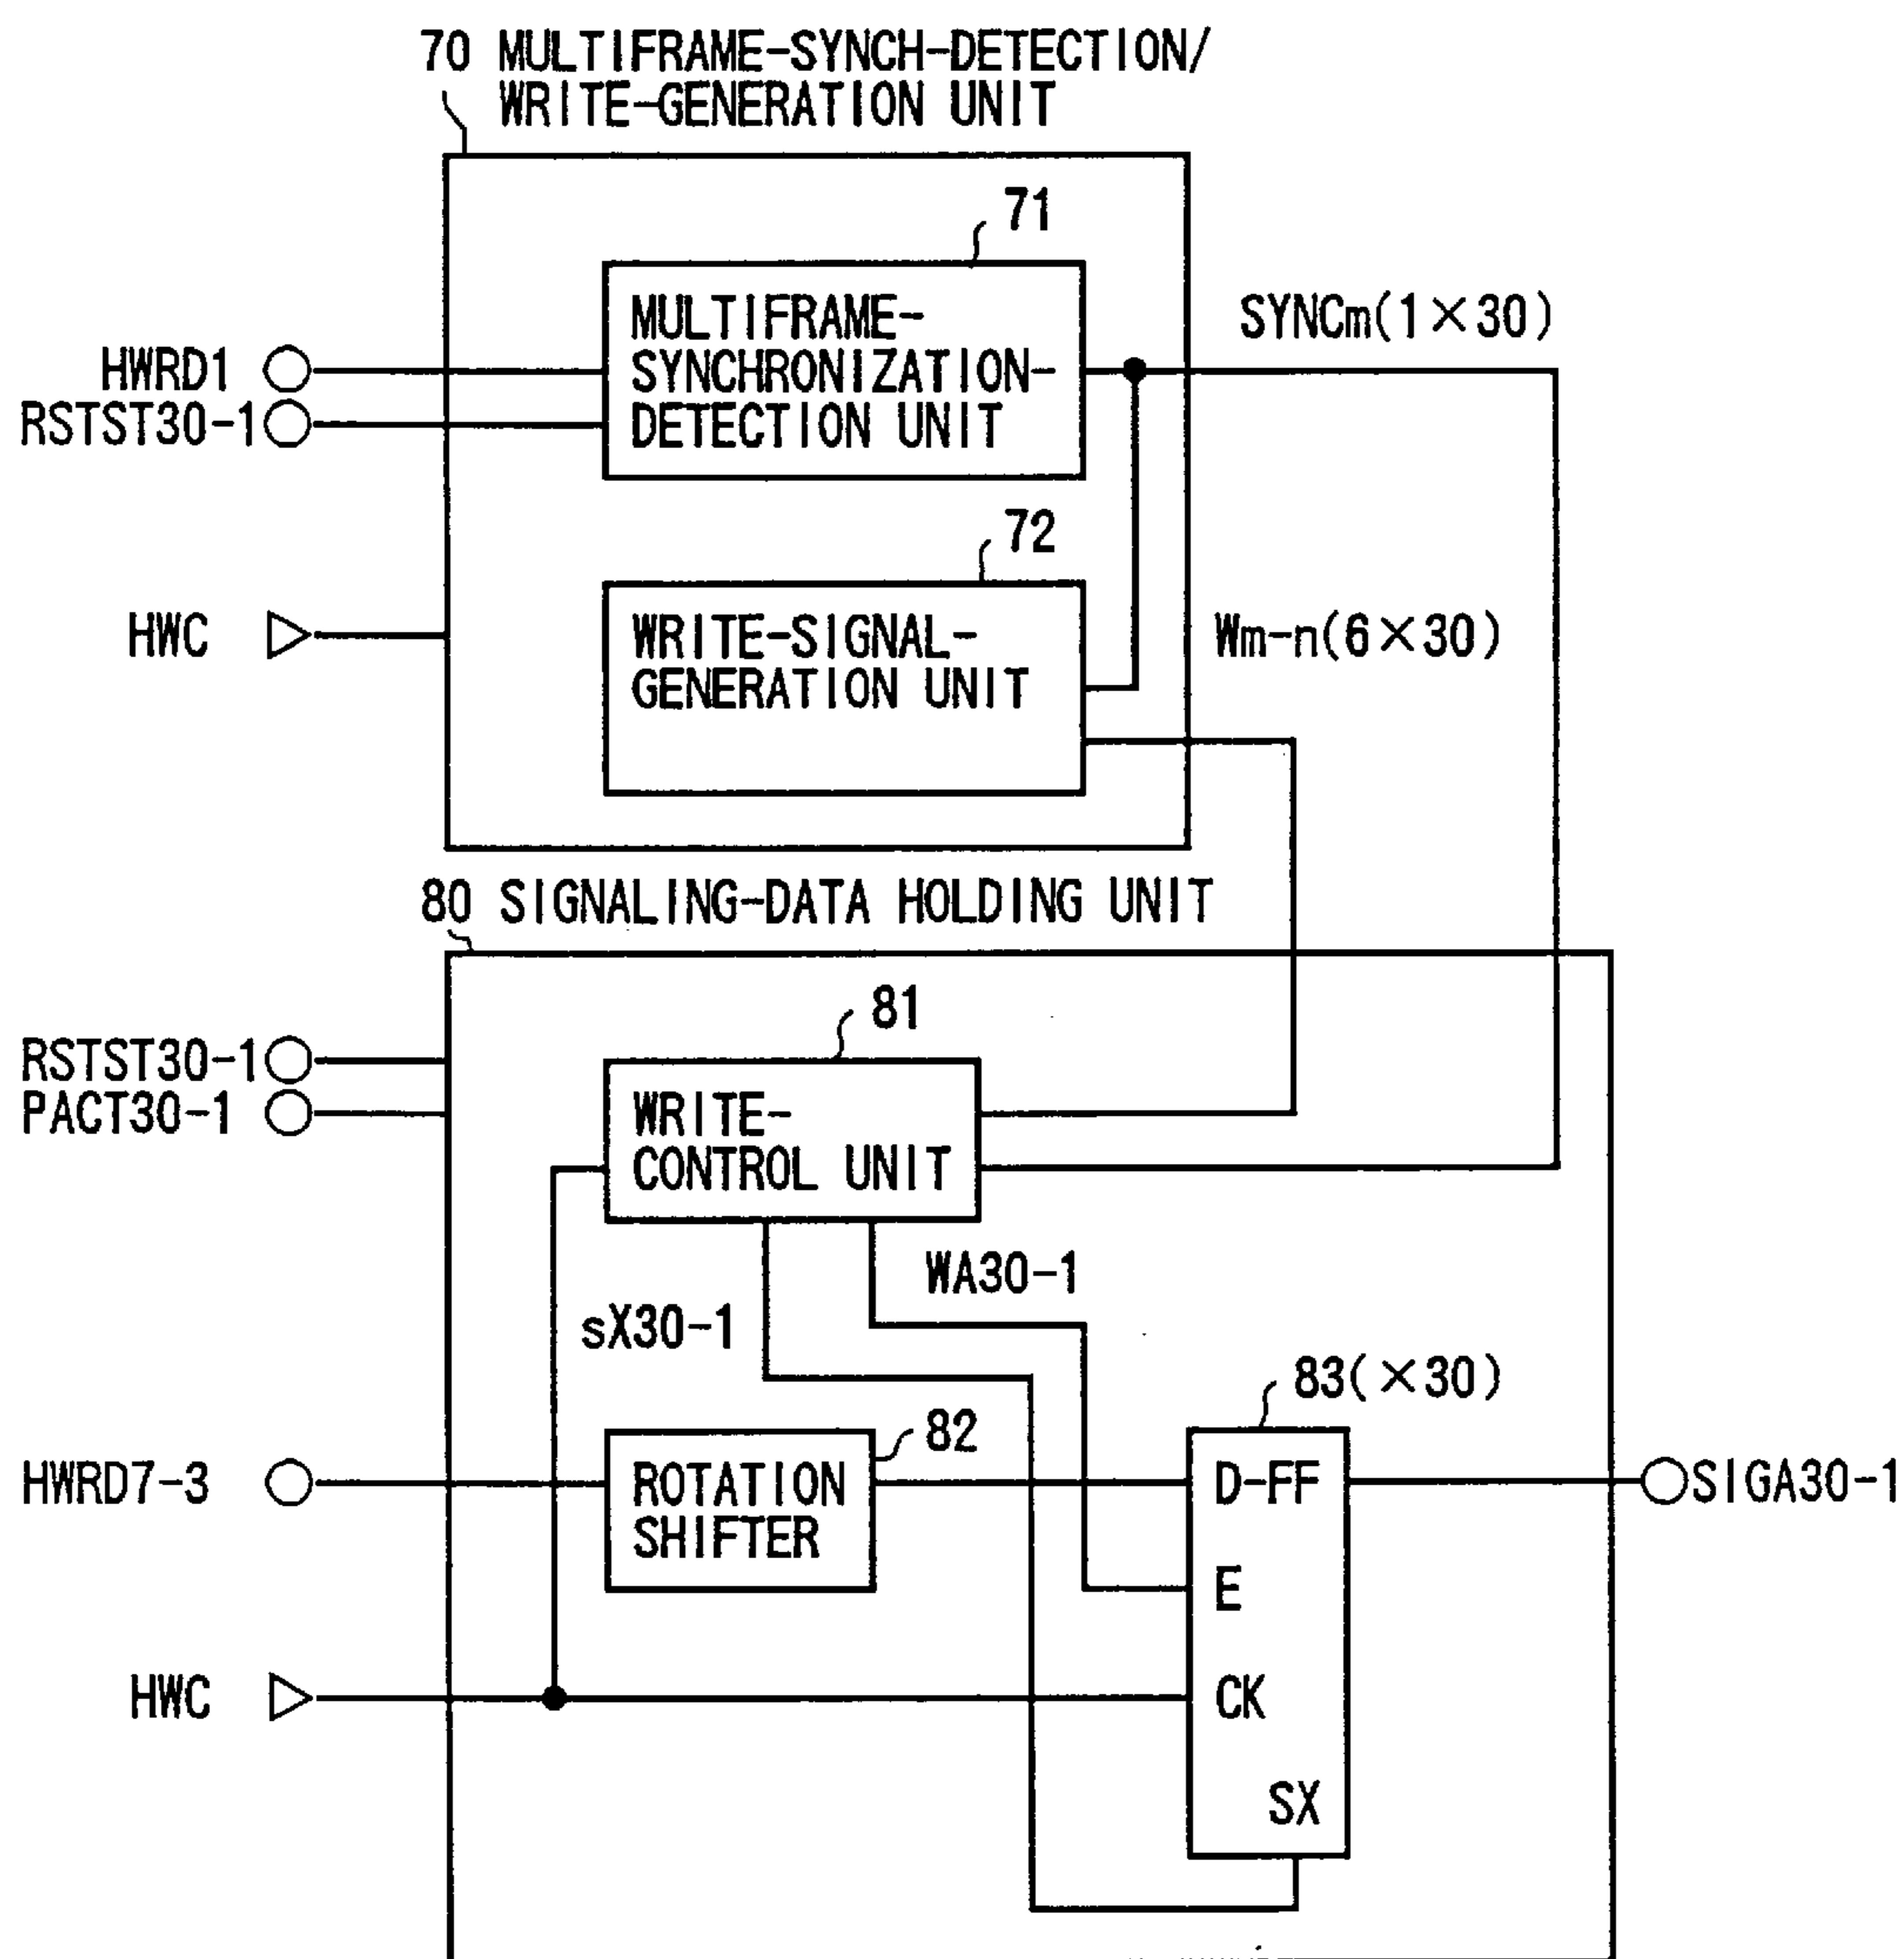 70 MULTIFRAME-SYNCH-DETECTION/
WRITE-GENERATION UNIT
71
MULTIFRAME-
SYNCHRONIZATION-
DETECTION UNIT
SYNCm(1×30)
HWRD1
RSTST30-1
72
HWC
WRITE-SIGNAL-
GENERATION UNIT
Wm-n(6×30)
80 SIGNALING-DATA HOLDING UNIT
81
RSTST30-1
PACT30-1
WRITE-
CONTROL UNIT
WA30-1
sX30-1
83(×30)
82
HWRD7-3
ROTATION
SHIFTER
D-FF
SIGA30-1
E
HWC
CK
SX